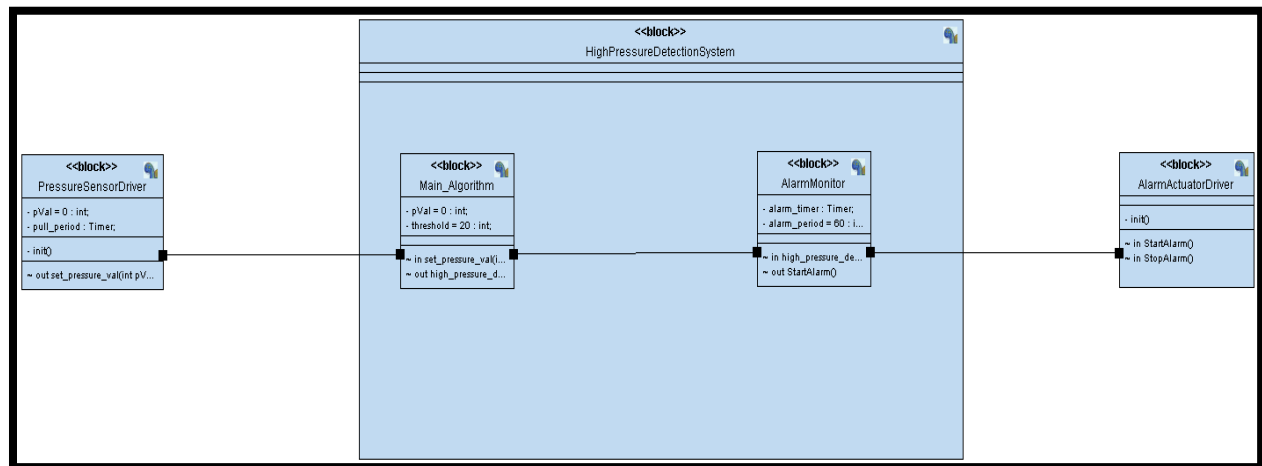 <<block>>
HighPressureDetectionSystem
<<block>>
PressureSensorDriver
- pVal = 0 : int;
- pull_period : Timer;
- init()
~ out set_pressure_val(int pV...
<<block>>
Main_Algorithm
- pVal = 0 : int;
- threshold = 20 : int;
~ in set_pressure_val(i...
~ out high_pressure_d...
<<block>>
AlarmMonitor
- alarm_timer : Timer;
- alarm_period = 60 : i...
~ in high_pressure_de...
~ out StartAlarm()
<<block>>
AlarmActuatorDriver
- init()
~ in StartAlarm()
~ in StopAlarm()